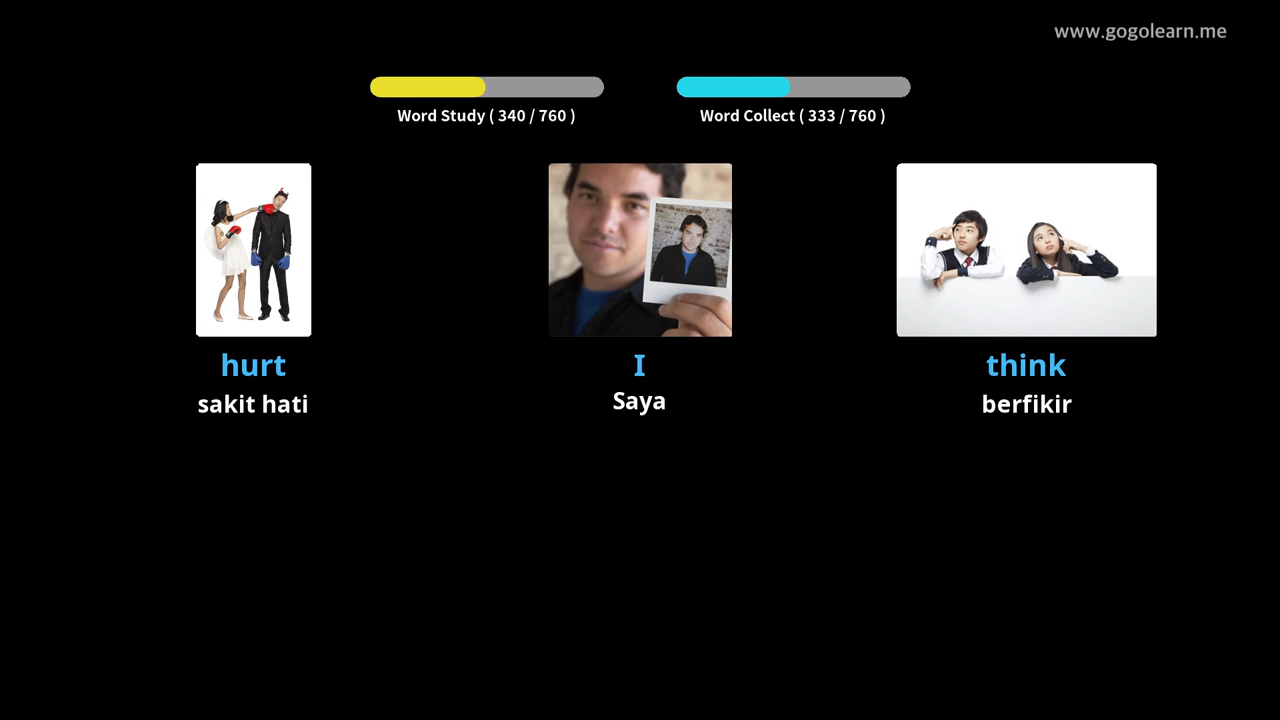 www.gogolearn.me
Word Study ( 340 / 760 )
Word Collect ( 333 / 760 )
hurt
sakit hati
I
Saya
think
berfikir